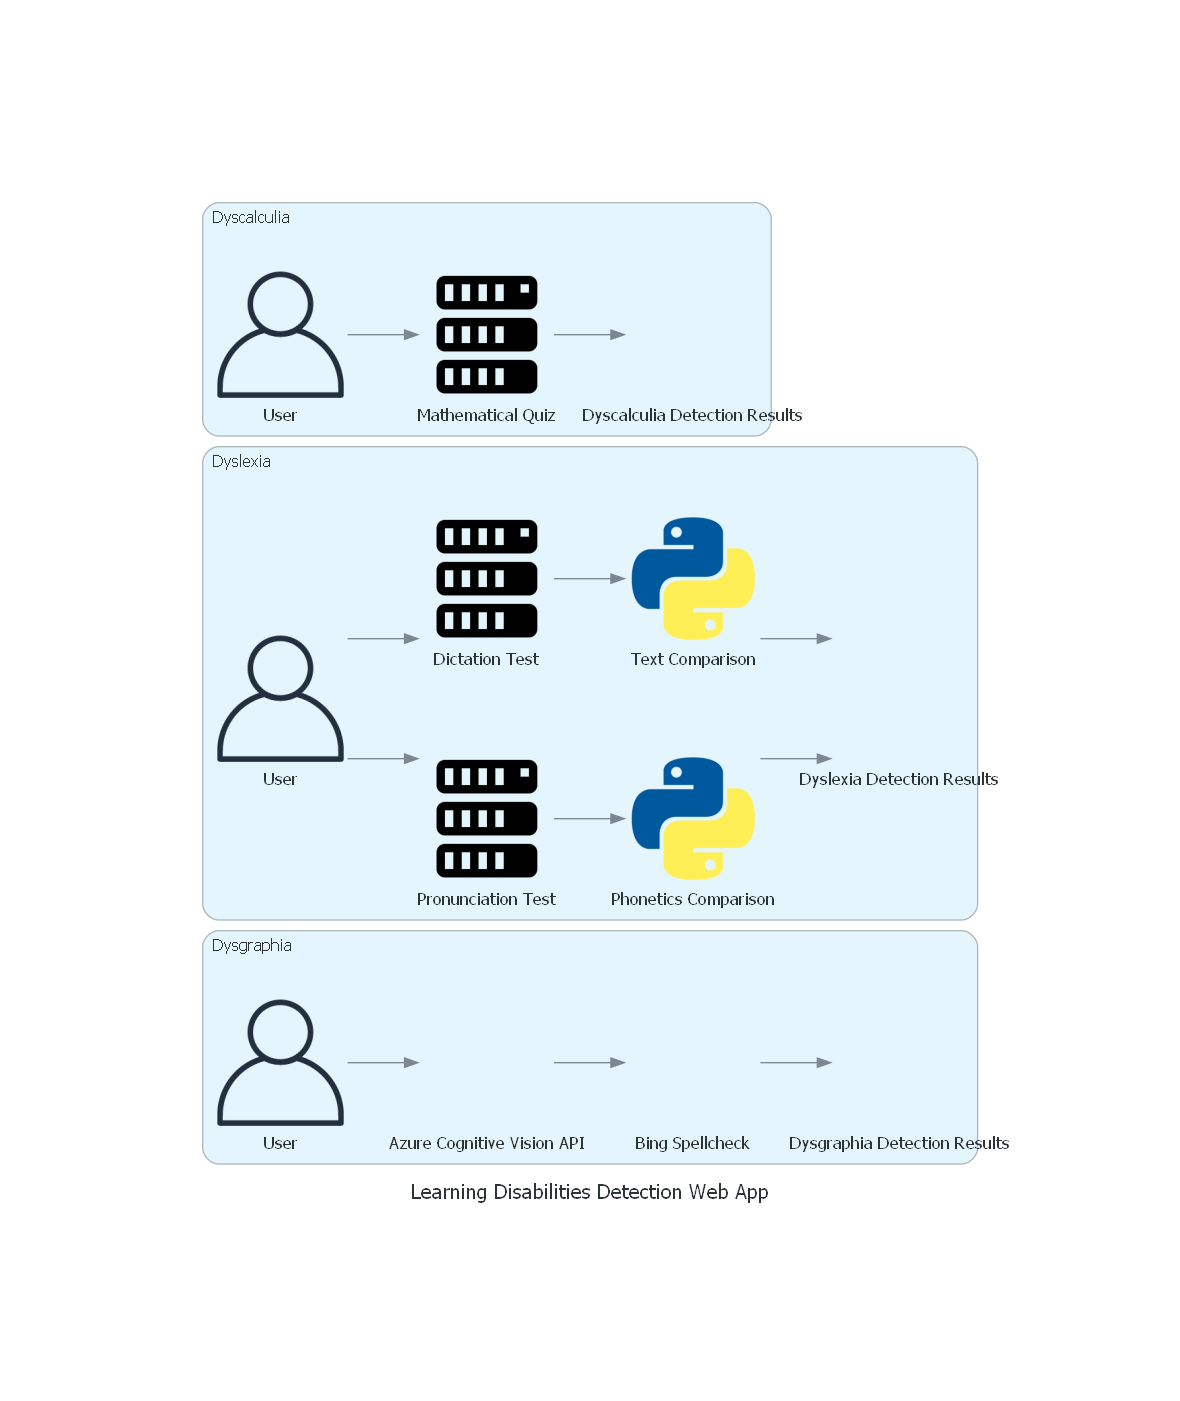 Dyscalculia
User
Mathematical Quiz
Dyscalculia Detection Results
Dyslexia
Dictation Test
Text Comparison
User
Dyslexia Detection Results
Pronunciation Test
Phonetics Comparison
Dysgraphia
User
Azure Cognitive Vision API
Bing Spellcheck
Dysgraphia Detection Results
Learning Disabilities Detection Web App